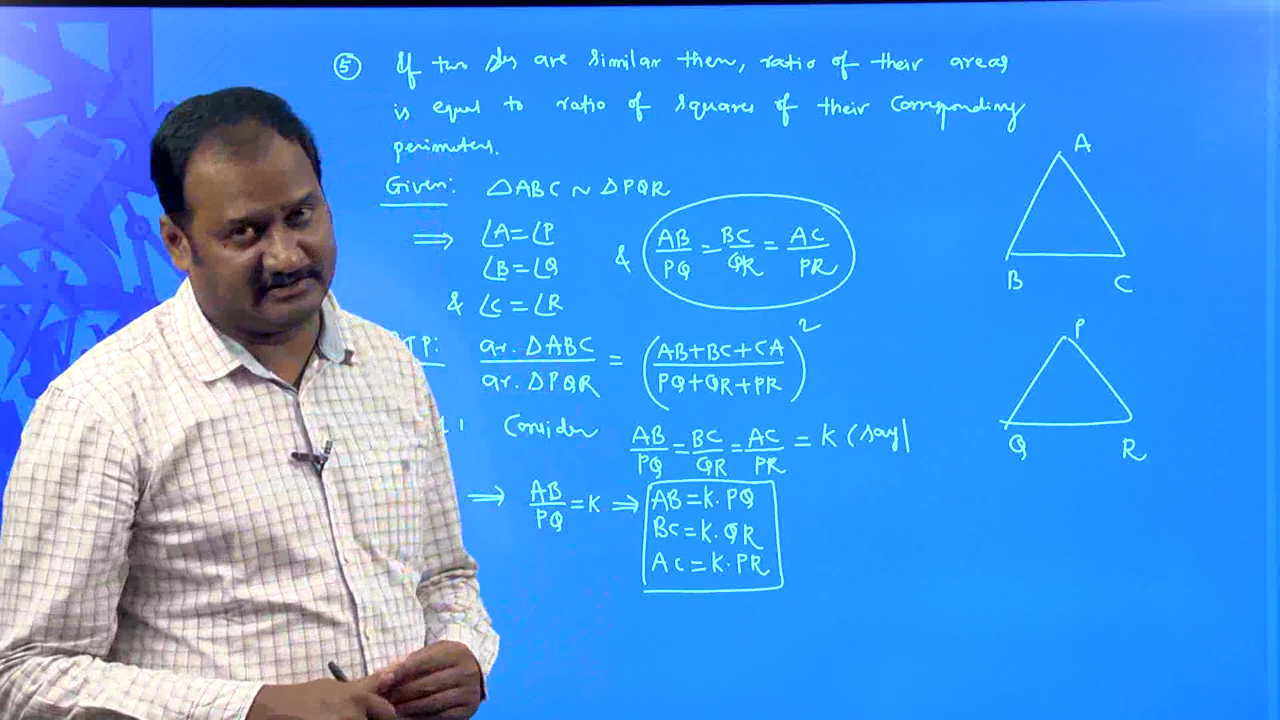 ⑤ If two △les are similar then, ratio of their areas
is equal to ratio of squares of their Corresponding
perimeters.
Given: △ABC ~ △PQR
⟹ ∠A=∠P
∠B=∠Q
& ∠C=∠R
& AB/PQ = BC/QR = AC/PR
TP: ar. △ABC / ar. △PQR = (AB+BC+CA / PQ+QR+PR)²
Consider AB/PQ = BC/QR = AC/PR = K (say)
⟹ AB/PQ = K ⟹ AB = K. PQ
BC = K. QR
AC = K. PR
A
B
C
P
Q
R